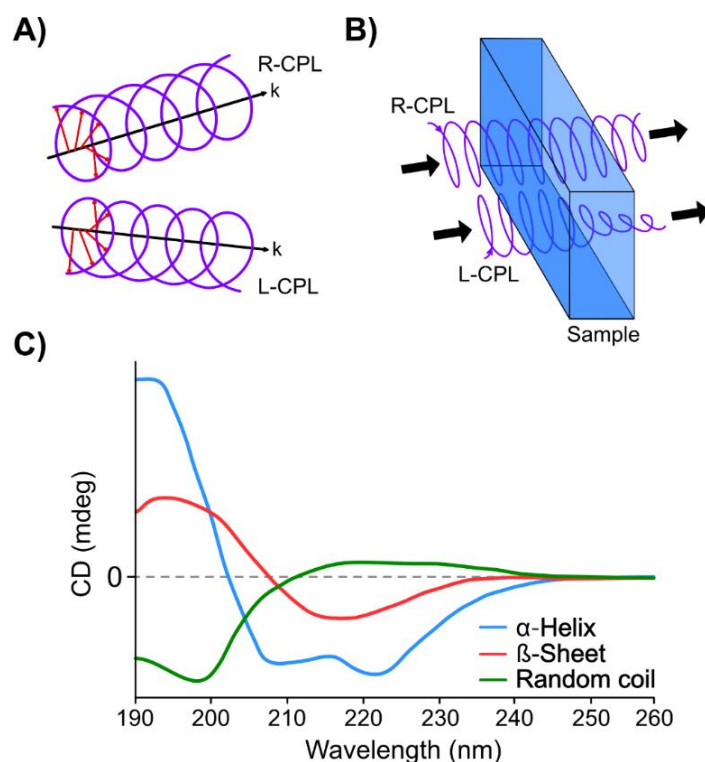 A)
R-CPL
k
k
L-CPL
B)
R-CPL
L-CPL
Sample
C)
CD (mdeg)
0
α-Helix
ß-Sheet
Random coil
190 200 210 220 230 240 250 260
Wavelength (nm)